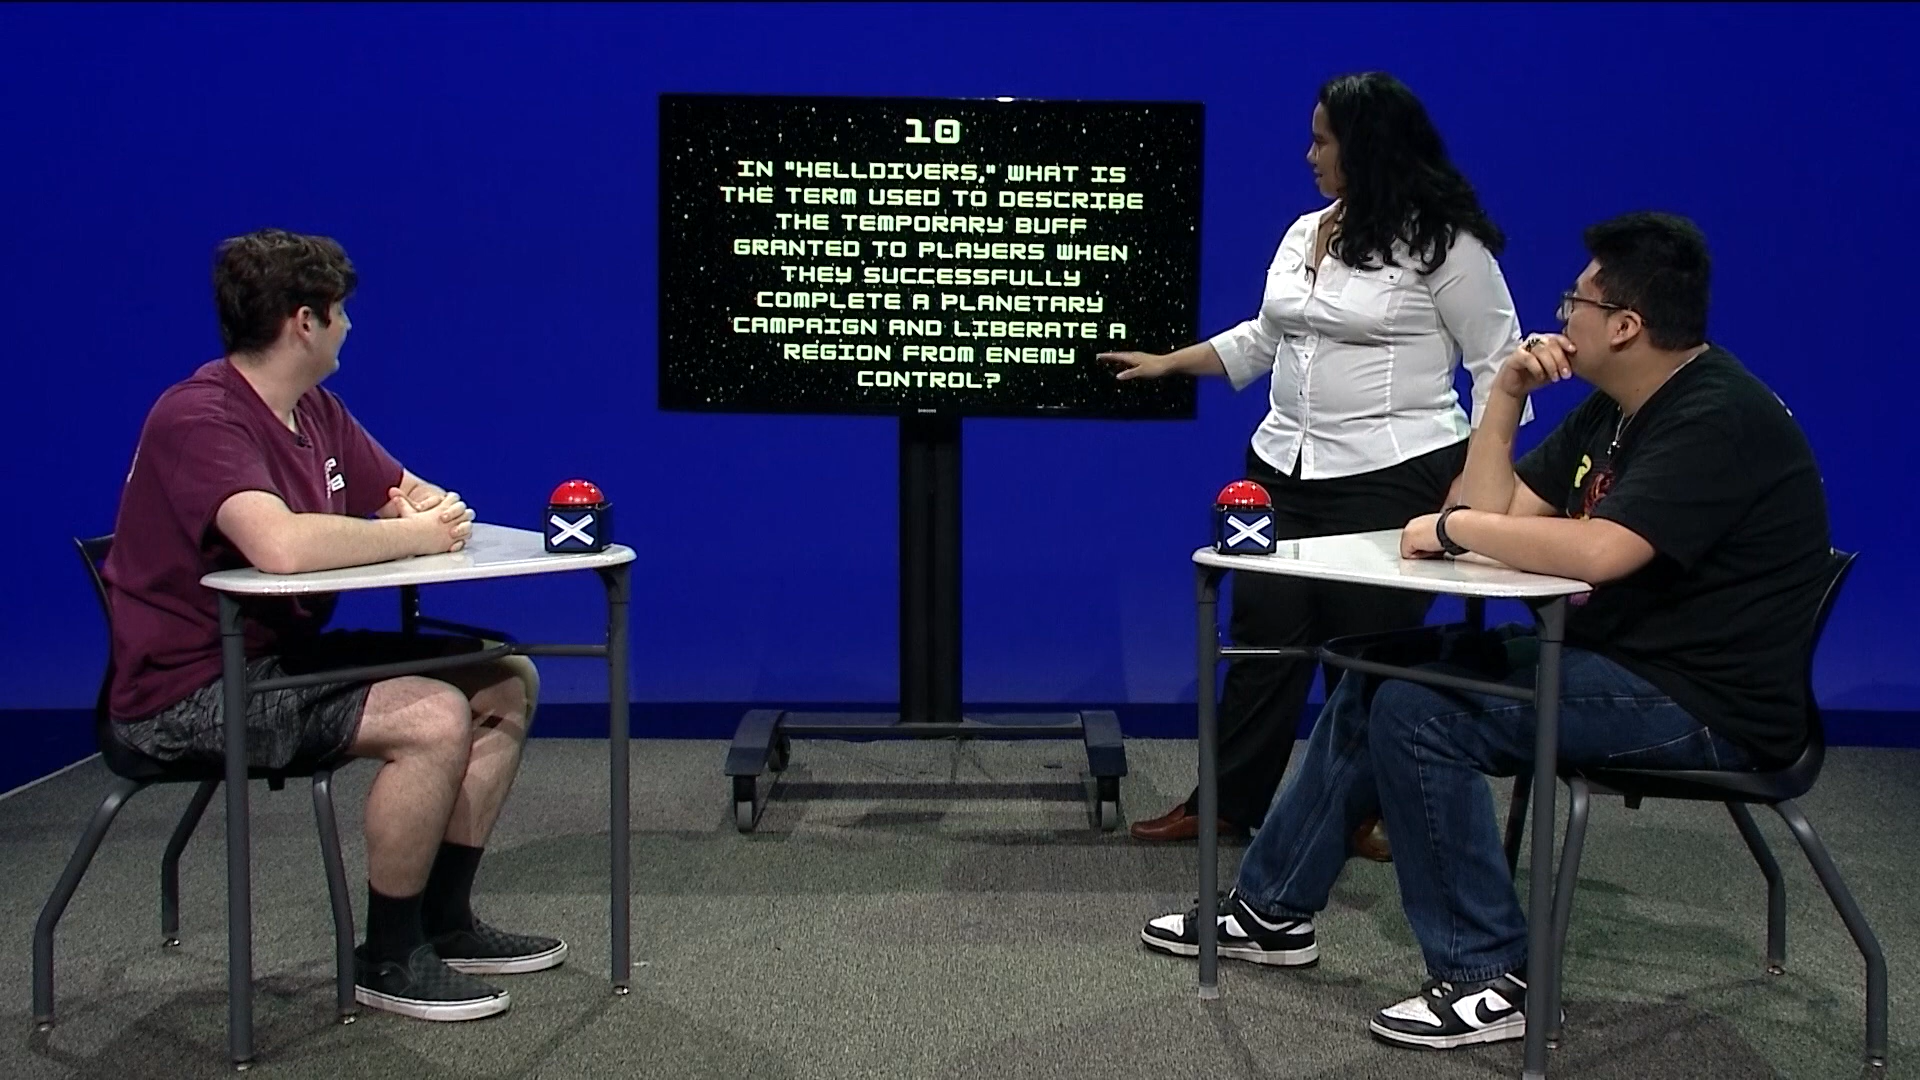 10
IN "HELLDIVERS," WHAT IS
THE TERM USED TO DESCRIBE
THE TEMPORARY BUFF
GRANTED TO PLAYERS WHEN
THEY SUCCESSFULLY
COMPLETE A PLANETARY
CAMPAIGN AND LIBERATE A
REGION FROM ENEMY
CONTROL?
SAMSUNG